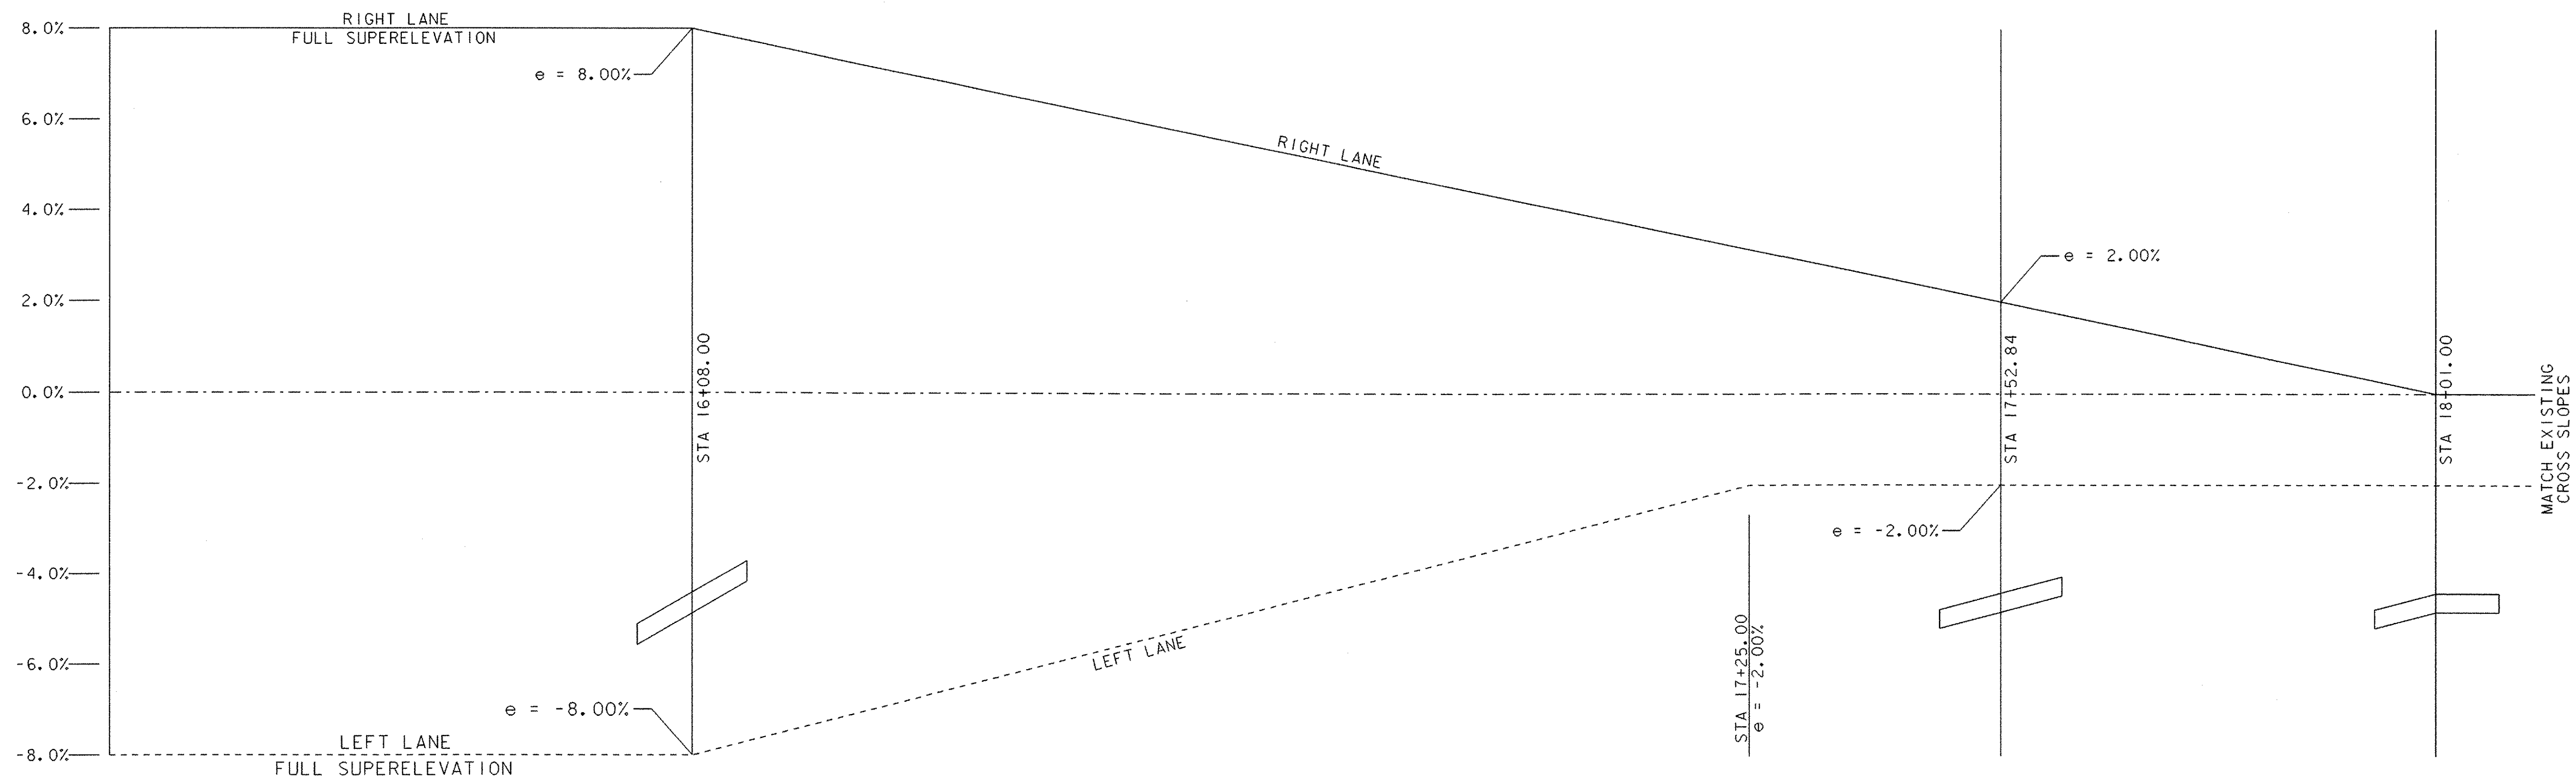 8.0%
RIGHT LANE
FULL SUPERELEVATION
e = 8.00%
6.0%
RIGHT LANE
4.0%
e = 2.00%
2.0%
STA 16+08.00
STA 17+52.84
STA 18+01.00
0.0%
MATCH EXISTING
CROSS SLOPES
-2.0%
e = -2.00%
-4.0%
LEFT LANE
STA 17+25.00
e = -2.00%
-6.0%
e = -8.00%
LEFT LANE
-8.0%
FULL SUPERELEVATION